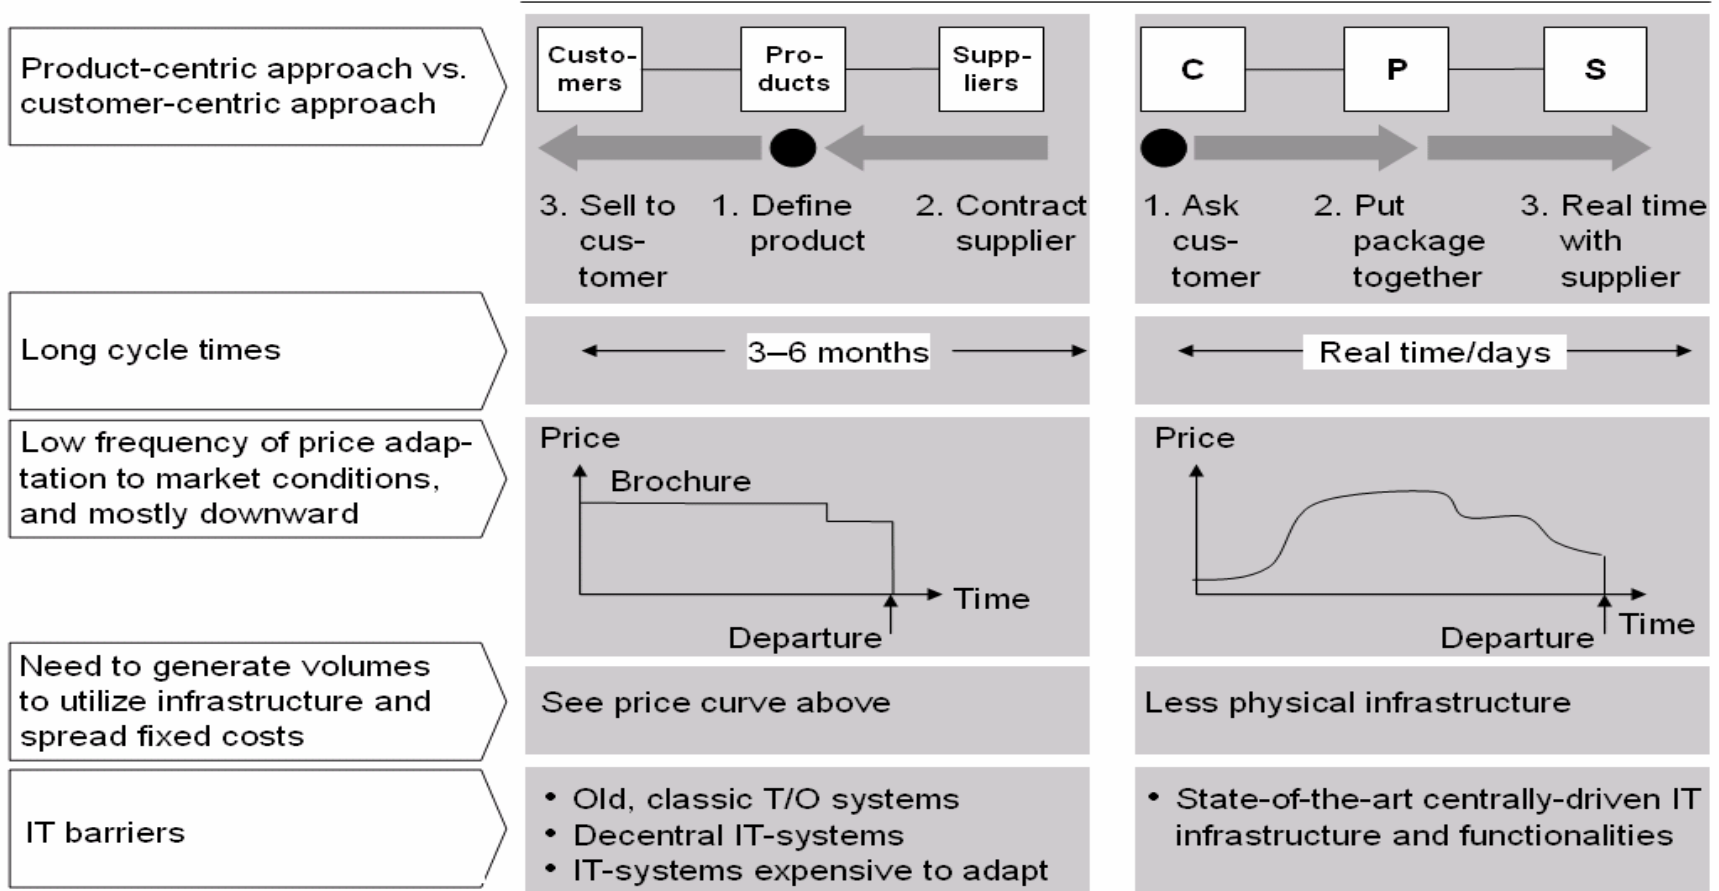 Product-centric approach vs.
customer-centric approach
Custo-
mers
Pro-
ducts
Supp-
liers
3. Sell to
cus-
tomer
1. Define
product
2. Contract
supplier
C
P
S
1. Ask
cus-
tomer
2. Put
package
together
3. Real time
with
supplier
Long cycle times
3–6 months
Real time/days
Low frequency of price adap-
tation to market conditions,
and mostly downward
Price
Brochure
Time
Departure
Price
Time
Departure
Need to generate volumes
to utilize infrastructure and
spread fixed costs
See price curve above
Less physical infrastructure
IT barriers
• Old, classic T/O systems
• Decentral IT-systems
• IT-systems expensive to adapt
• State-of-the-art centrally-driven IT
infrastructure and functionalities